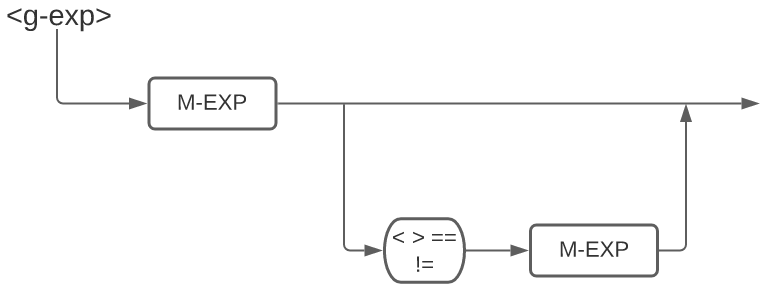 <g-exp>
M-EXP
< > ==
!=
M-EXP